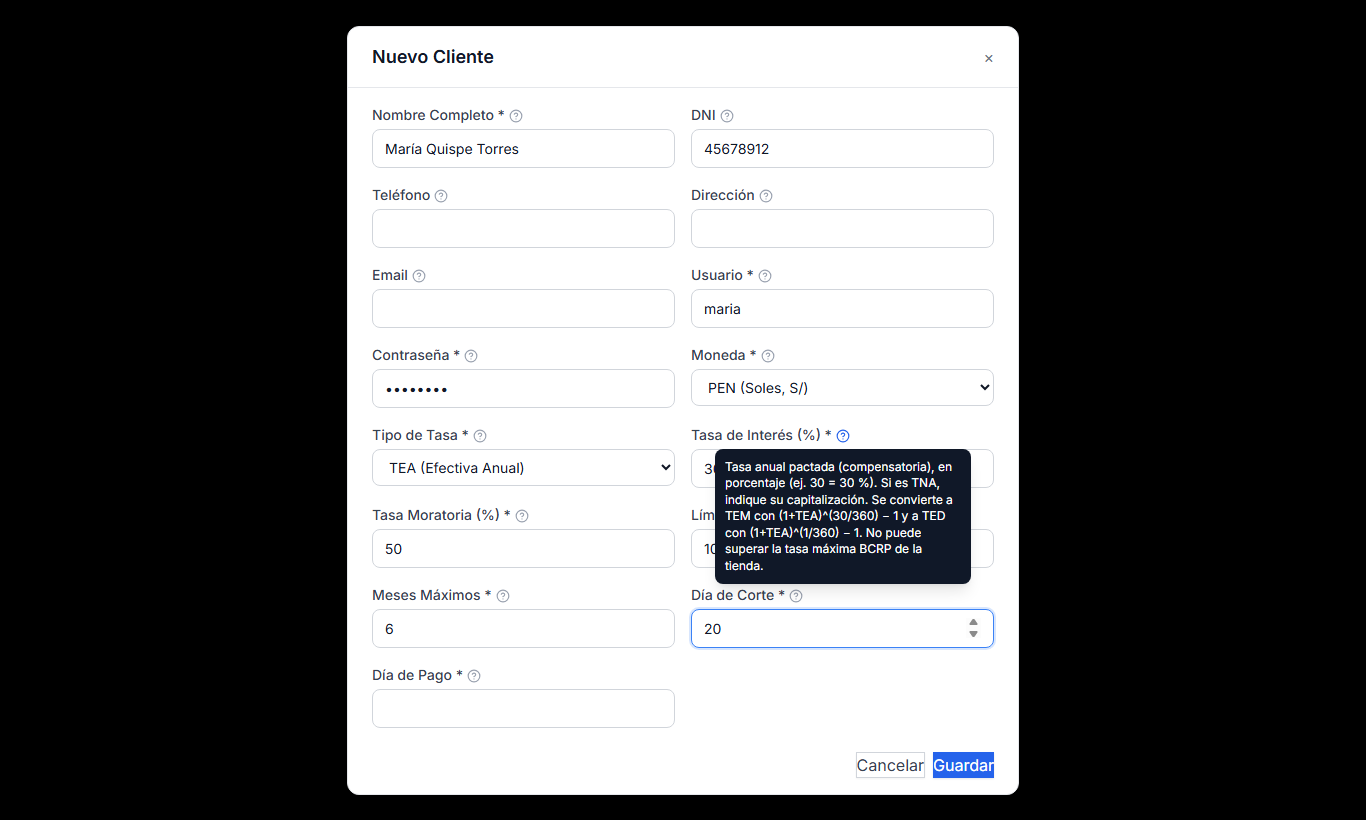 Nuevo Cliente ×
Nombre Completo * ?
DNI ?
María Quispe Torres
45678912
Teléfono ?
Dirección ?
Email ?
Usuario * ?
maria
Contraseña * ?
Moneda * ?
••••••••
PEN (Soles, S/)
Tipo de Tasa * ?
Tasa de Interés (%) * ?
TEA (Efectiva Anual)
Tasa anual pactada (compensatoria), en
porcentaje (ej. 30 = 30 %). Si es TNA,
indique su capitalización. Se convierte a
TEM con (1+TEA)^(30/360) − 1 y a TED
con (1+TEA)^(1/360) − 1. No puede
superar la tasa máxima BCRP de la
tienda.
Tasa Moratoria (%) * ?
Lím
50
10
Meses Máximos * ?
Día de Corte * ?
6
20
Día de Pago * ?
Cancelar
Guardar